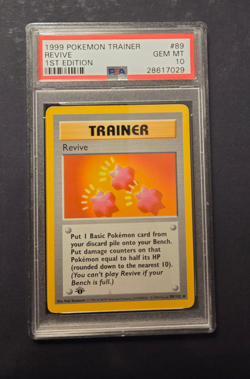 1999 POKEMON TRAINER #89
REVIVE GEM MT
1ST EDITION 10
PSA 28617029
TRAINER
Revive
Put 1 Basic Pokémon card from
your discard pile onto your Bench.
Put damage counters on that
Pokémon equal to half its HP
(rounded down to the nearest 10).
(You can't play Revive if your
Bench is full.)